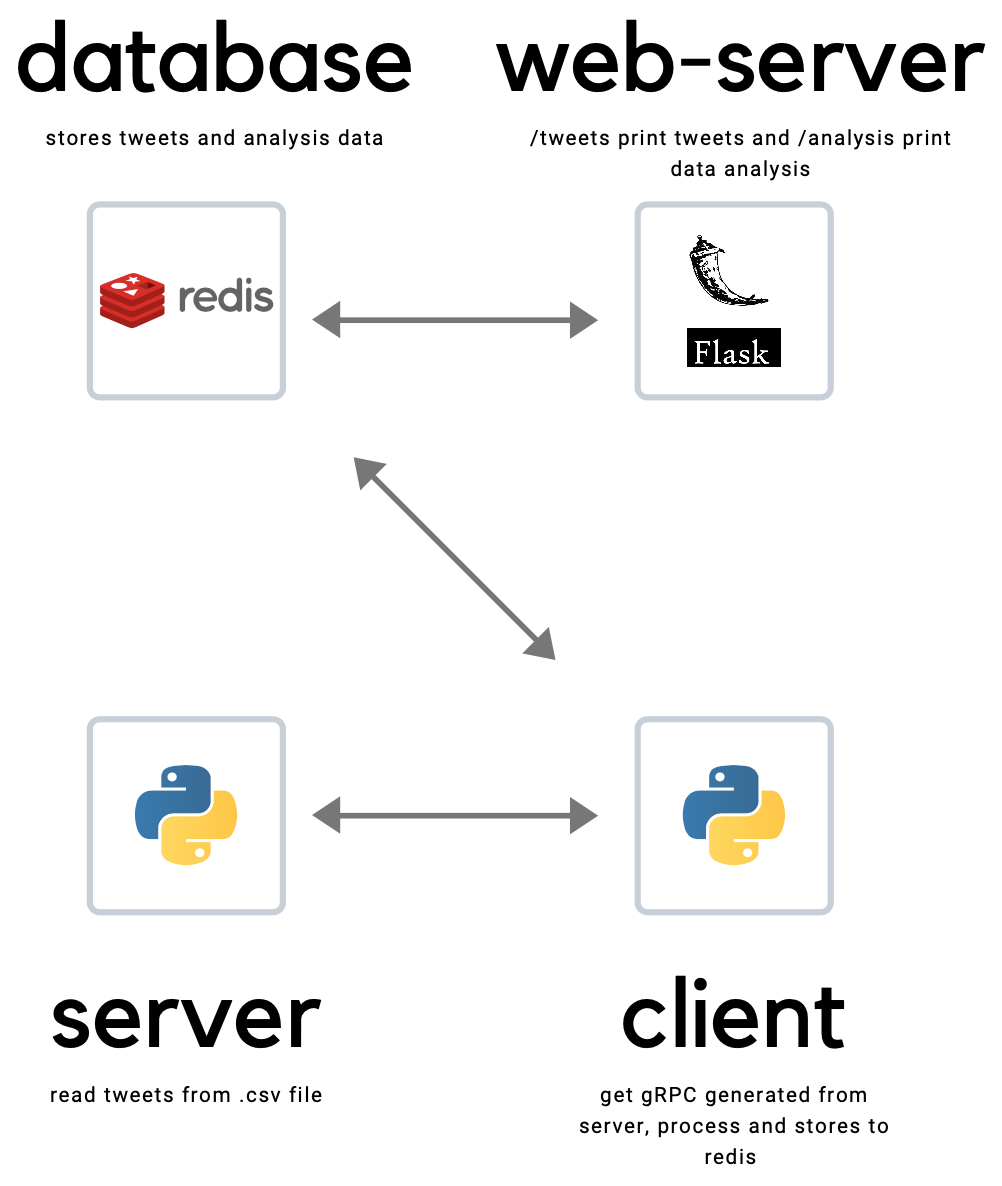 database
web-server
stores tweets and analysis data
/tweets print tweets and /analysis print
data analysis
redis
Flask
server
client
read tweets from .csv file
get gRPC generated from
server, process and stores to
redis